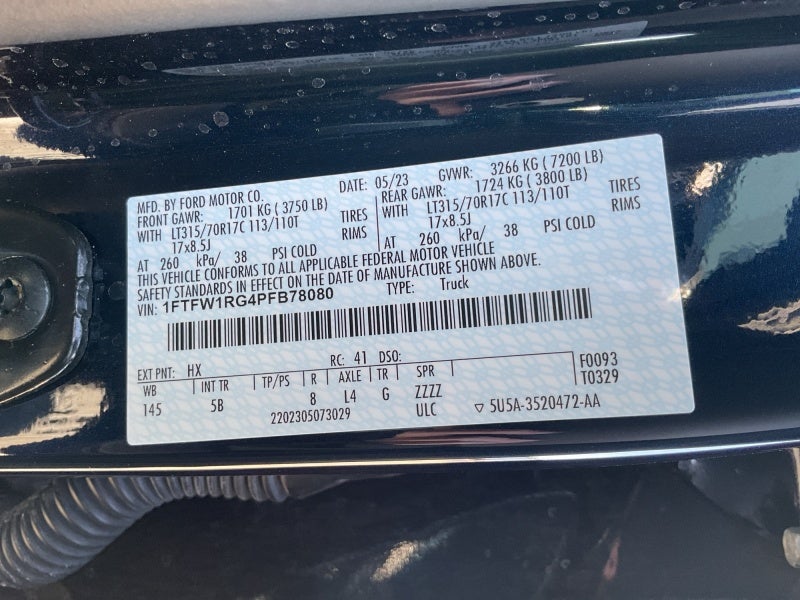 MFD. BY FORD MOTOR CO. DATE: 05/23 GVWR: 3266 KG ( 7200 LB)
FRONT GAWR: 1701 KG ( 3750 LB) REAR GAWR: 1724 KG ( 3800 LB)
WITH LT315/70R17C 113/110T TIRES WITH LT315/70R17C 113/110T TIRES
17x8.5J RIMS 17x8.5J RIMS
AT 260 kPa/ 38 PSI COLD AT 260 kPa/ 38 PSI COLD
THIS VEHICLE CONFORMS TO ALL APPLICABLE FEDERAL MOTOR VEHICLE
SAFETY STANDARDS IN EFFECT ON THE DATE OF MANUFACTURE SHOWN ABOVE.
VIN: 1FTFW1RG4PFB78080 TYPE: Truck
EXT PNT: HX RC: 41 DSO: F0093
WB INT TR TP/PS R AXLE TR SPR T0329
145 5B 8 L4 G ZZZZ
2202305073029 ULC ▽ 5U5A-3520472-AA